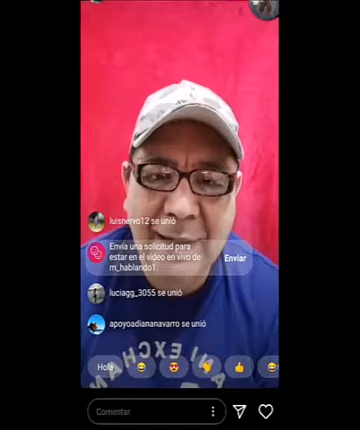 luisnervo12 se unió
Envía una solicitud para
estar en el video en vivo de
m_hablando1.
Enviar
luciagg_3055 se unió
apoyoadiananavarro se unió
Hola
Comentar